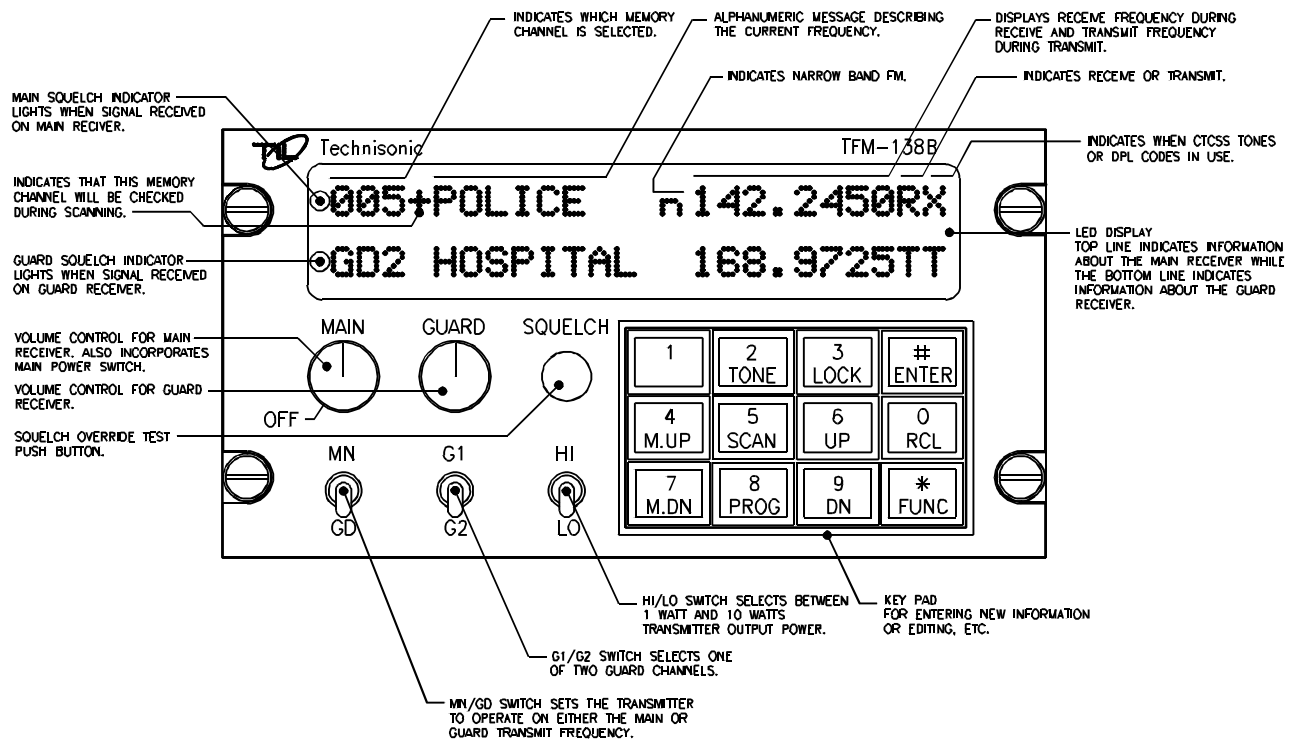 INDICATES WHICH MEMORY
CHANNEL IS SELECTED.
ALPHANUMERIC MESSAGE DESCRIBING
THE CURRENT FREQUENCY.
DISPLAYS RECEIVE FREQUENCY DURING
RECEIVE AND TRANSMIT FREQUENCY
DURING TRANSMIT.
INDICATES NARROW BAND FM.
INDICATES RECEIVE OR TRANSMIT.
MAIN SQUELCH INDICATOR
LIGHTS WHEN SIGNAL RECEIVED
ON MAIN RECIVER.
INDICATES WHEN CTCSS TONES
OR DPL CODES IN USE.
TiL Technisonic TFM-138B
INDICATES THAT THIS MEMORY
CHANNEL WILL BE CHECKED
DURING SCANNING.
005+POLICE n142.2450RX
GD2 HOSPITAL 168.9725TT
GUARD SQUELCH INDICATOR
LIGHTS WHEN SIGNAL RECEIVED
ON GUARD RECEIVER.
LED DISPLAY
TOP LINE INDICATES INFORMATION
ABOUT THE MAIN RECEIVER WHILE
THE BOTTOM LINE INDICATES
INFORMATION ABOUT THE GUARD
RECEIVER.
MAIN GUARD SQUELCH
VOLUME CONTROL FOR MAIN
RECEIVER. ALSO INCORPORATES
MAIN POWER SWITCH.
VOLUME CONTROL FOR GUARD
RECEIVER.
OFF
SQUELCH OVERRIDE TEST
PUSH BUTTON.
1 2 3 #
TONE LOCK ENTER
4 5 6 0
M.UP SCAN UP RCL
7 8 9 *
M.DN PROG DN FUNC
MN G1 HI
GD G2 LO
HI/LO SWITCH SELECTS BETWEEN
1 WATT AND 10 WATTS
TRANSMITTER OUTPUT POWER.
KEY PAD
FOR ENTERING NEW INFORMATION
OR EDITING, ETC.
G1/G2 SWITCH SELECTS ONE
OF TWO GUARD CHANNELS.
MN/GD SWITCH SETS THE TRANSMITTER
TO OPERATE ON EITHER THE MAIN OR
GUARD TRANSMIT FREQUENCY.